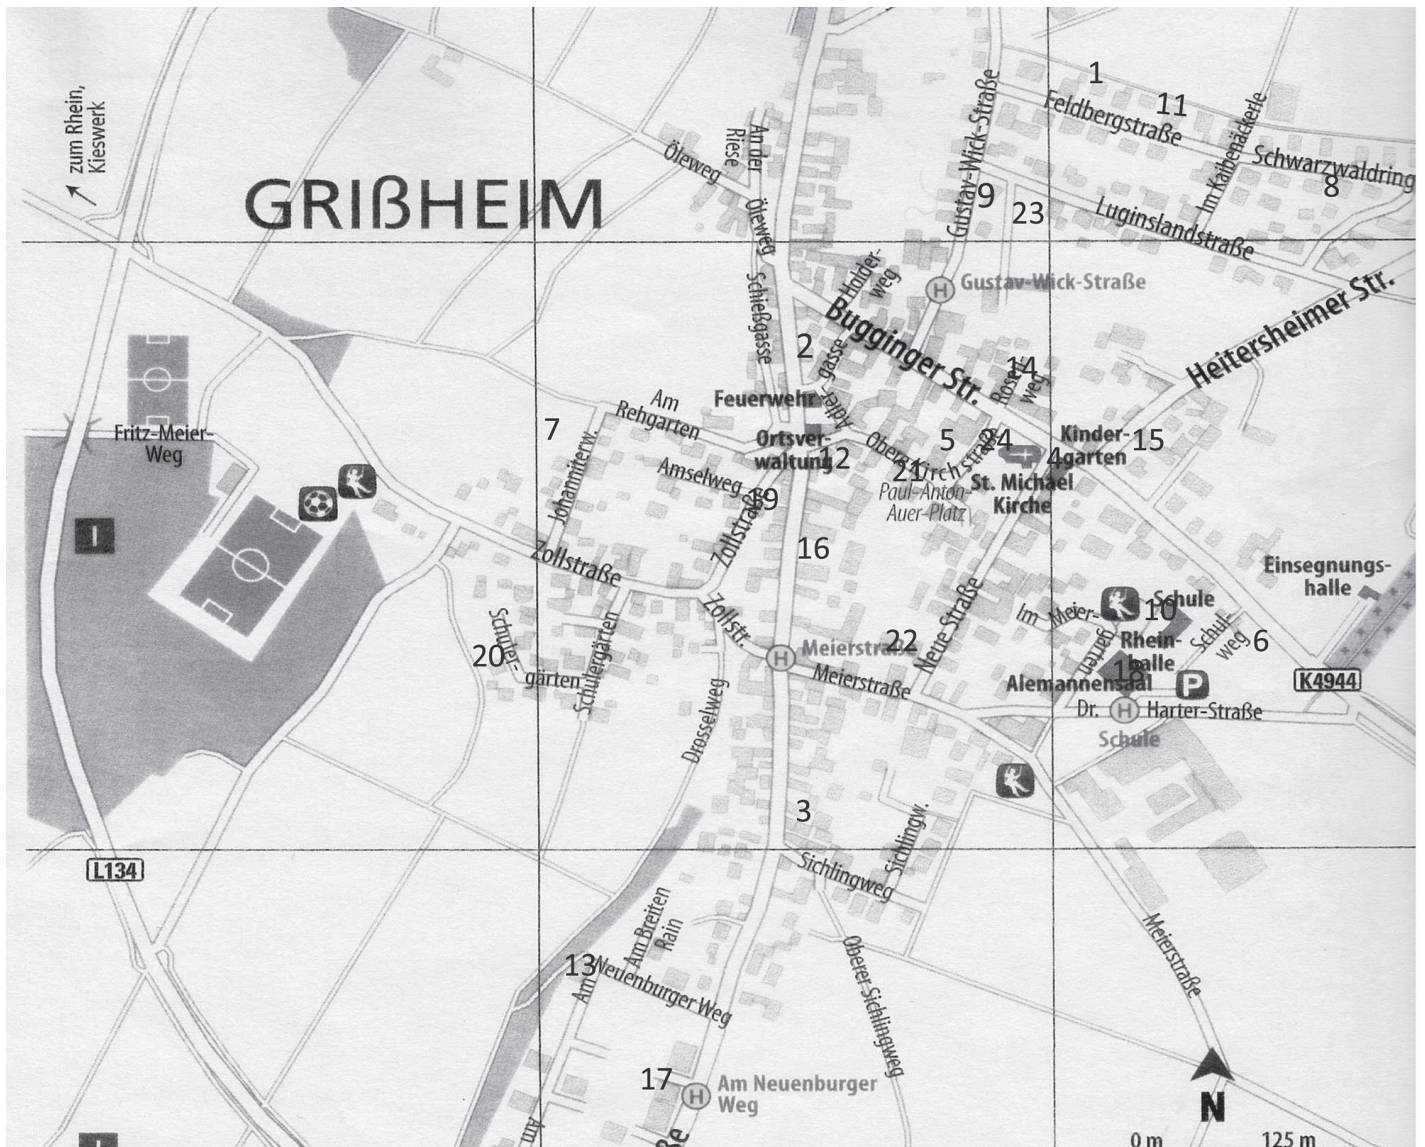 zum Rhein,
Kieswerk
GRIßHEIM
1
11
Feldbergstraße
Im Kaibenäckerle
Schwarzwaldring
8
An der
Riese
Öleweg
Öleweg
Gustav-Wick-Straße
9
23
Luginslandstraße
Schießgasse
Holder-
weg
H Gustav-Wick-Straße
Bugginger Str.
Heitersheimer Str.
2
Adlergasse
14
Rosenweg
Feuerwehr
Am
Rehgarten
7
Johanniterw.
Fritz-Meier-
Weg
Ortsver-
waltung
12
Obere Kirchstraße
5
24
21
Kinder-
garten
15
4
St. Michael
Kirche
Paul-Anton-
Auer-Platz
Amselweg
19
Zollstraße
I
16
Zollstraße
Einsegnungs-
halle
Zollstr.
Schuler-
gärten
20
Schulergärten
Neue Straße
22
Im Meier-
garten
10
Schule
Schul-
weg
6
Rhein-
halle
18
Alemannensaal
P
K4944
H Meierstraße
Meierstraße
Dr. H Harter-Straße
Schule
Drosselweg
3
Sichlingw.
Sichlingweg
L134
Am Breiten
Rain
13
Am
Neuenburger Weg
Oberer Sichlingweg
Meierstraße
17
H Am Neuenburger
Weg
Am
N
0 m 125 m